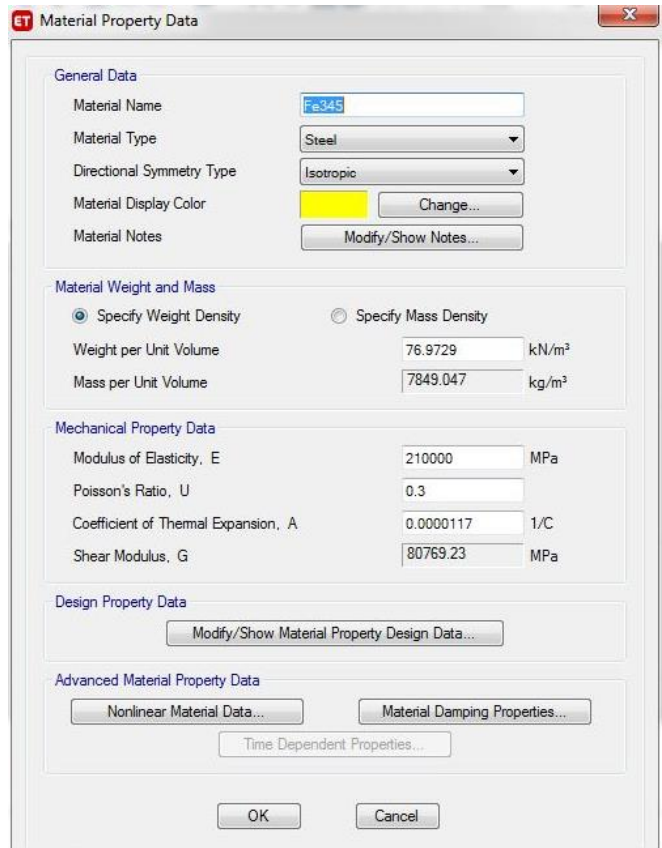 ET Material Property Data X
General Data
Material Name Fe345
Material Type Steel
Directional Symmetry Type Isotropic
Material Display Color Change...
Material Notes Modify/Show Notes...
Material Weight and Mass
Specify Weight Density Specify Mass Density
Weight per Unit Volume 76.9729 kN/m³
Mass per Unit Volume 7849.047 kg/m³
Mechanical Property Data
Modulus of Elasticity, E 210000 MPa
Poisson's Ratio, U 0.3
Coefficient of Thermal Expansion, A 0.0000117 1/C
Shear Modulus, G 80769.23 MPa
Design Property Data
Modify/Show Material Property Design Data...
Advanced Material Property Data
Nonlinear Material Data... Material Damping Properties...
Time Dependent Properties...
OK Cancel